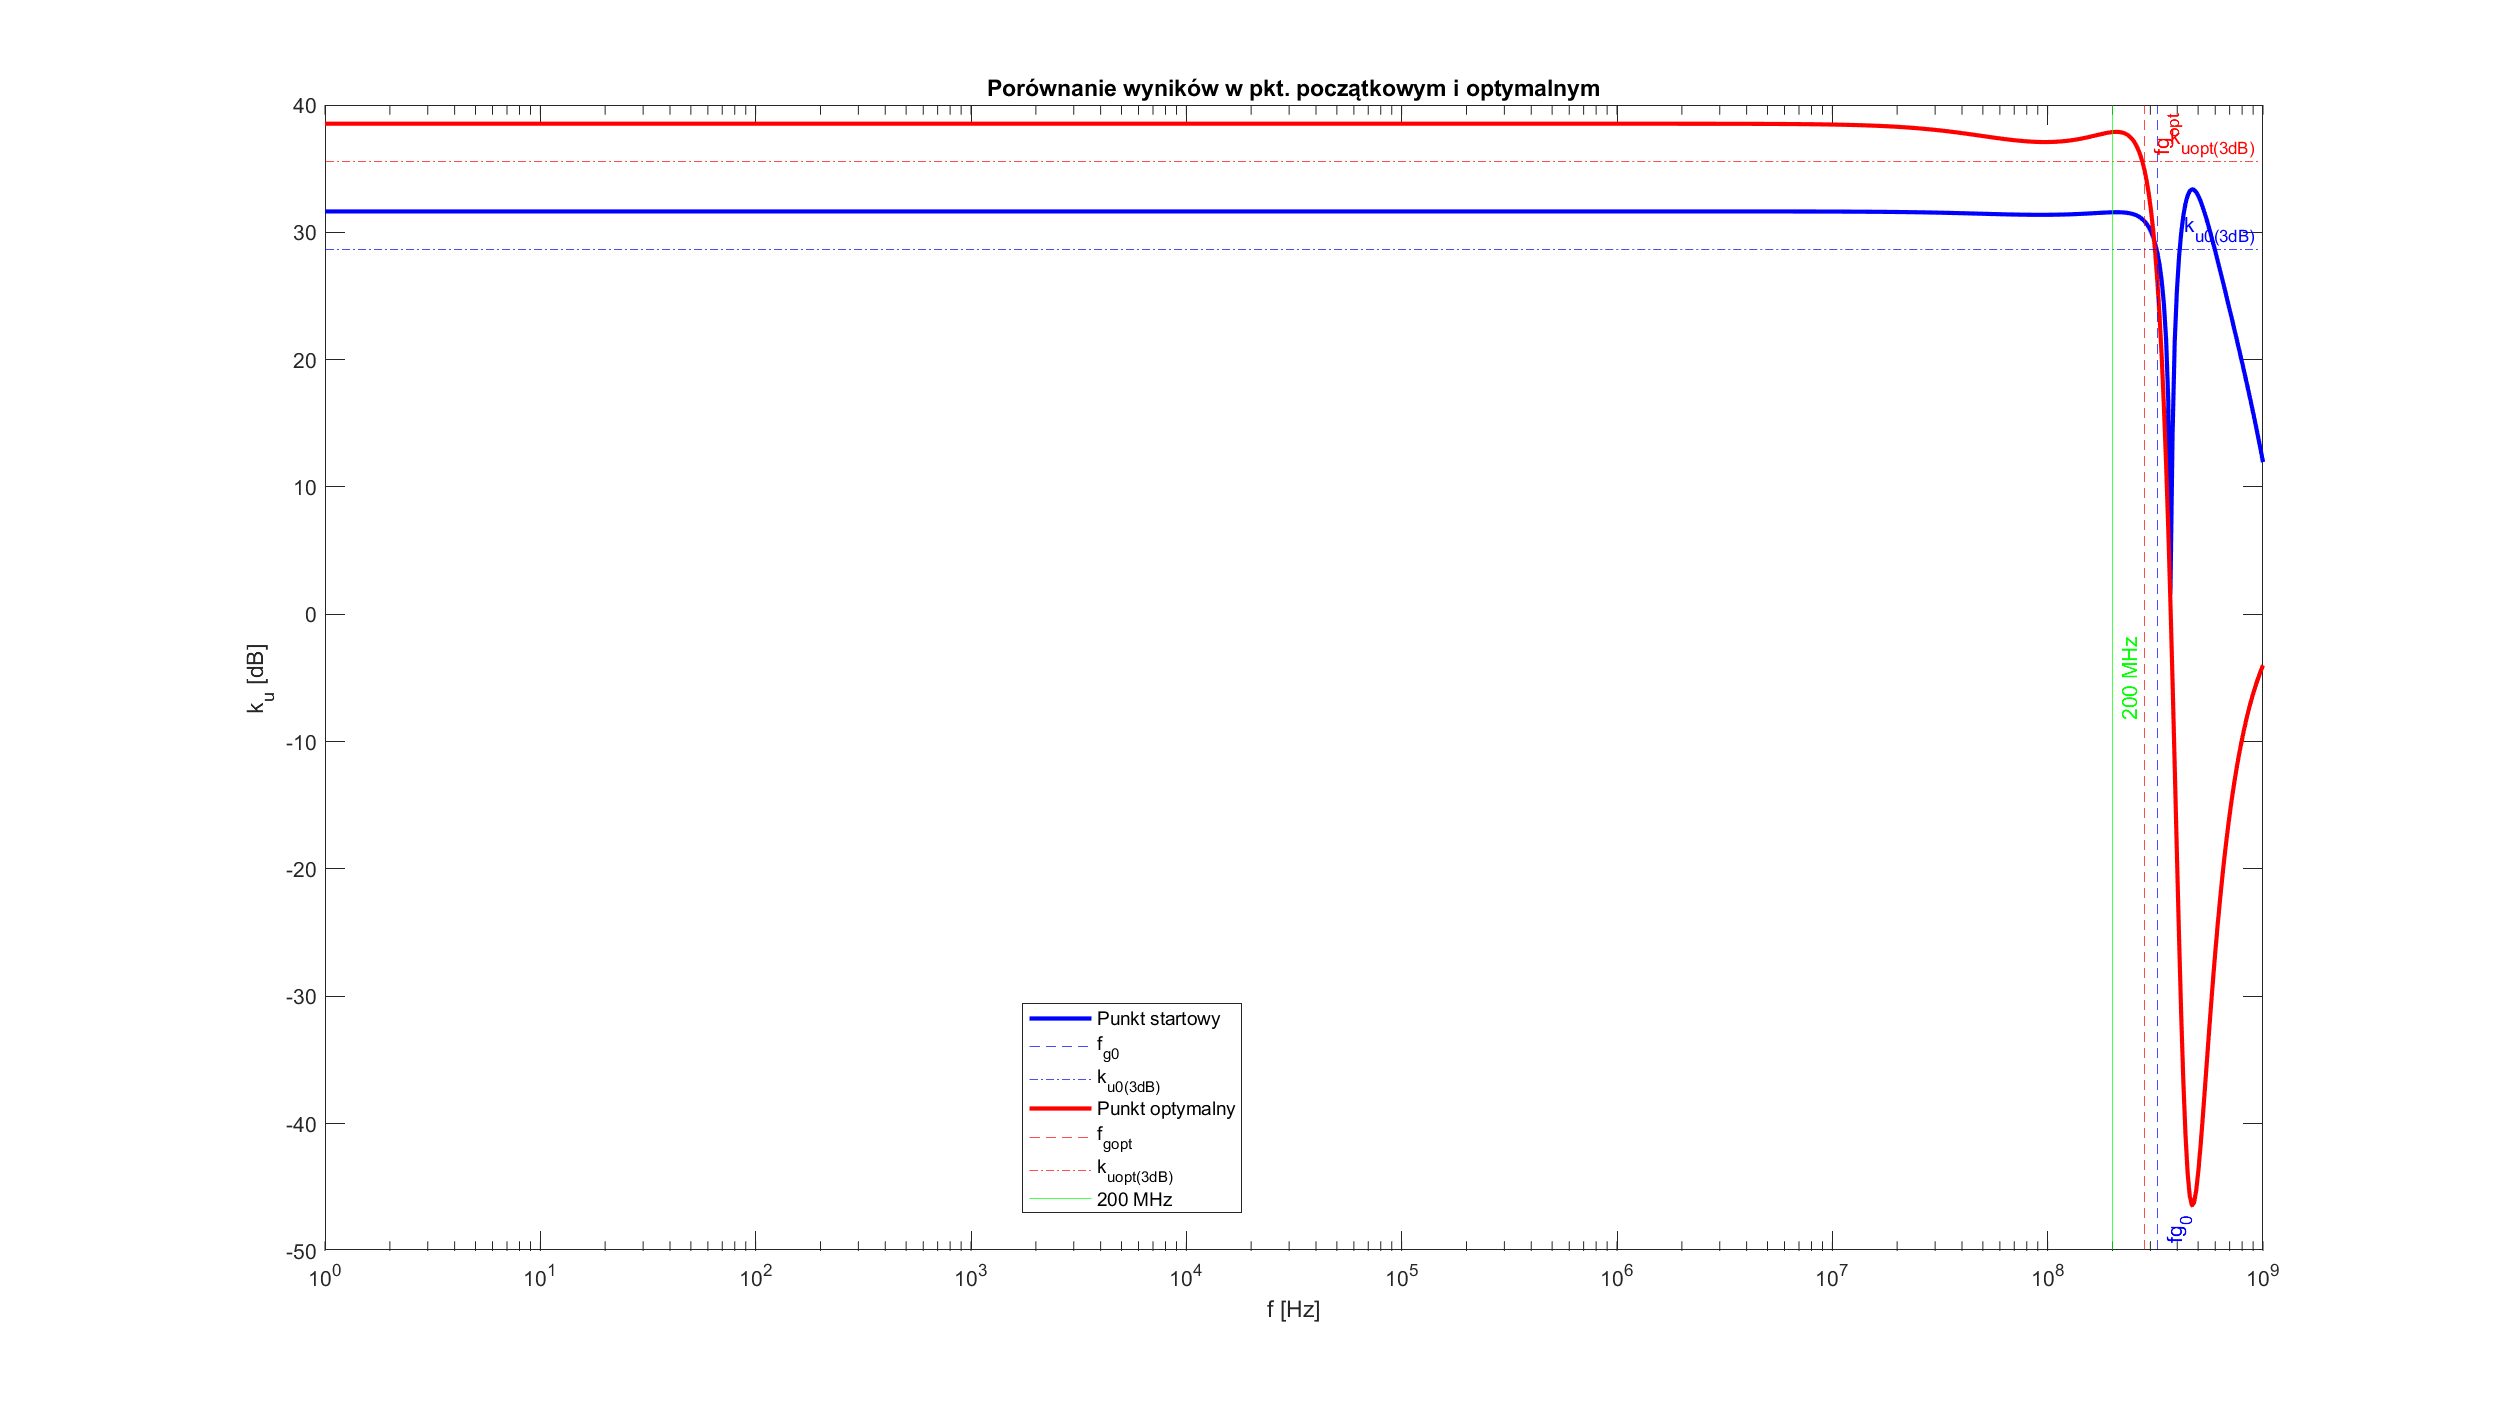 Porównanie wyników w pkt. początkowym i optymalnym
40
30
20
10
0
-10
-20
-30
-40
-50
k_u [dB]
fg_opt
k_uopt(3dB)
k_u0(3dB)
200 MHz
fg_0
Punkt startowy
f_g0
k_u0(3dB)
Punkt optymalny
f_gopt
k_uopt(3dB)
200 MHz
10^0 10^1 10^2 10^3 10^4 10^5 10^6 10^7 10^8 10^9
f [Hz]